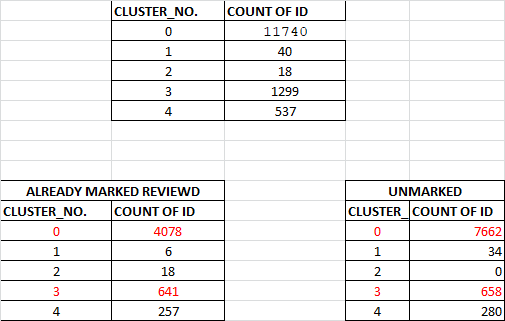 CLUSTER_NO. COUNT OF ID
0 11740
1 40
2 18
3 1299
4 537
ALREADY MARKED REVIEWD UNMARKED
CLUSTER_NO. COUNT OF ID CLUSTER_ COUNT OF ID
0 4078 0 7662
1 6 1 34
2 18 2 0
3 641 3 658
4 257 4 280